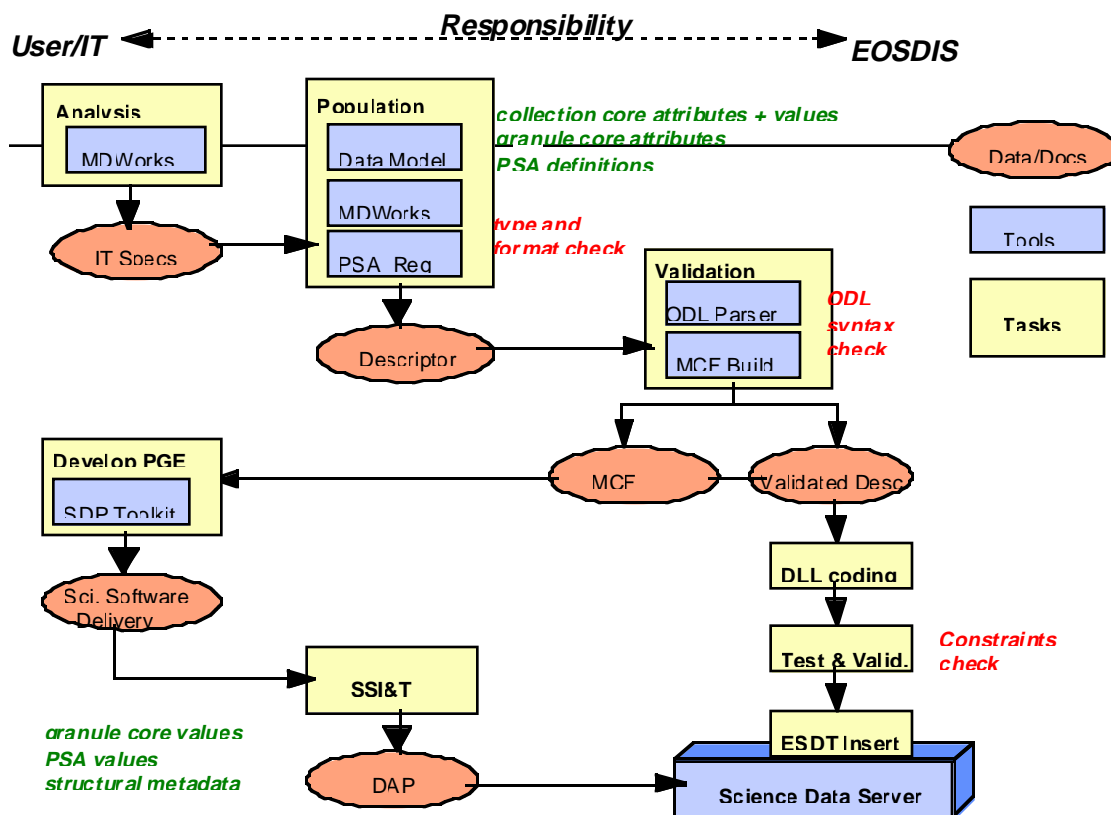 Responsibility
User/IT
EOSDIS
Analysis
MDWorks
IT Specs
Population
Data Model
MDWorks
PSA Reg
collection core attributes + values
granule core attributes
PSA definitions
type and
format check
Data/Docs
Tools
Tasks
Descriptor
Validation
ODL Parser
MCF Build
ODL
syntax
check
Develop PGE
SDP Toolkit
MCF
Validated Desc.
Sci. Software
Delivery
DLL coding
Test & Valid.
Constraints
check
SSI&T
ESDT Insert
granule core values
PSA values
structural metadata
DAP
Science Data Server